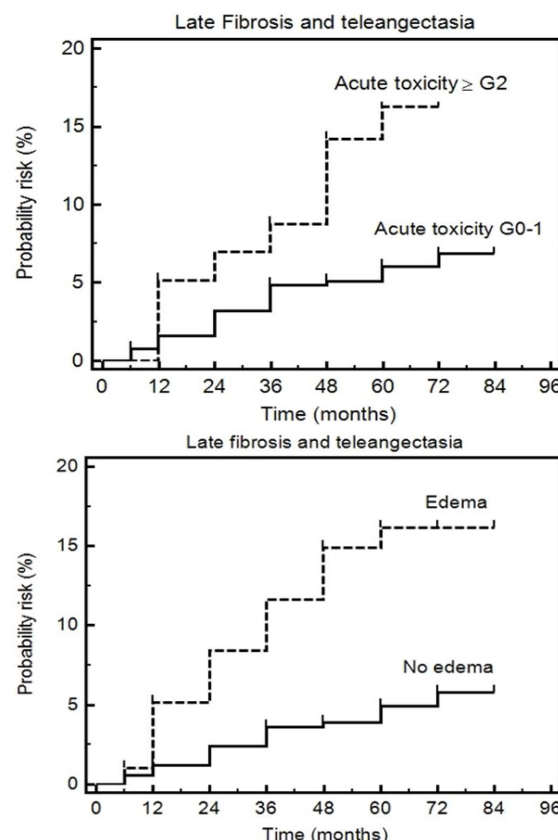 Late Fibrosis and teleangectasia
20
15
10
5
0
Probability risk (%)
Acute toxicity ≥ G2
Acute toxicity G0-1
0 12 24 36 48 60 72 84 96
Time (months)
Late fibrosis and teleangectasia
20
15
10
5
0
Probability risk (%)
Edema
No edema
0 12 24 36 48 60 72 84 96
Time (months)